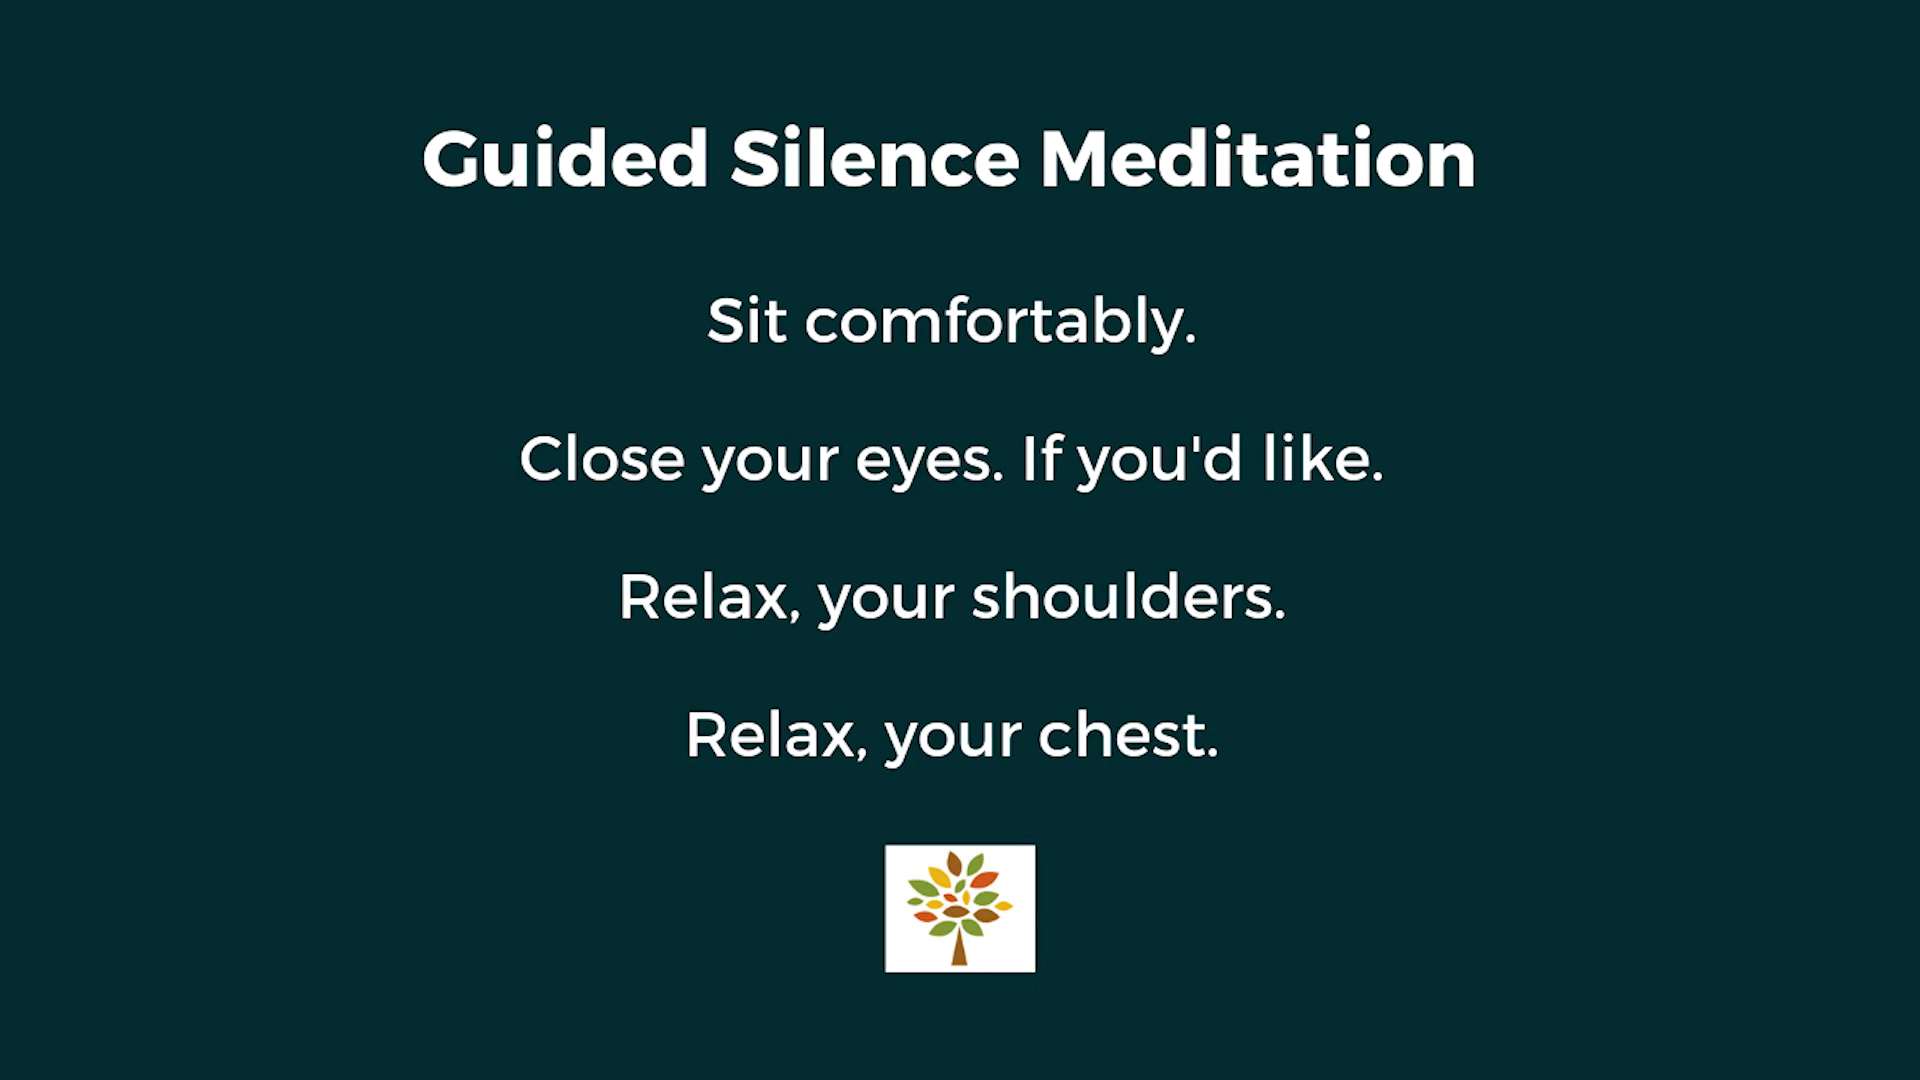 Guided Silence Meditation
Sit comfortably.
Close your eyes. If you'd like.
Relax, your shoulders.
Relax, your chest.